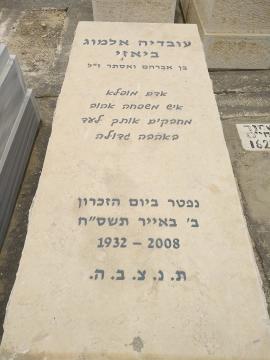 עובדיה אלמוג
ביאזי
בן אברהם ואסתר ז״ל
אדם מופלא
איש משפחה אהוב
מחבקים אותך לעד
באהבה גדולה
נפטר ביום הזכרון
ב׳ באייר תשס״ח
1932 – 2008
ת. נ. צ. ב. ה.
162